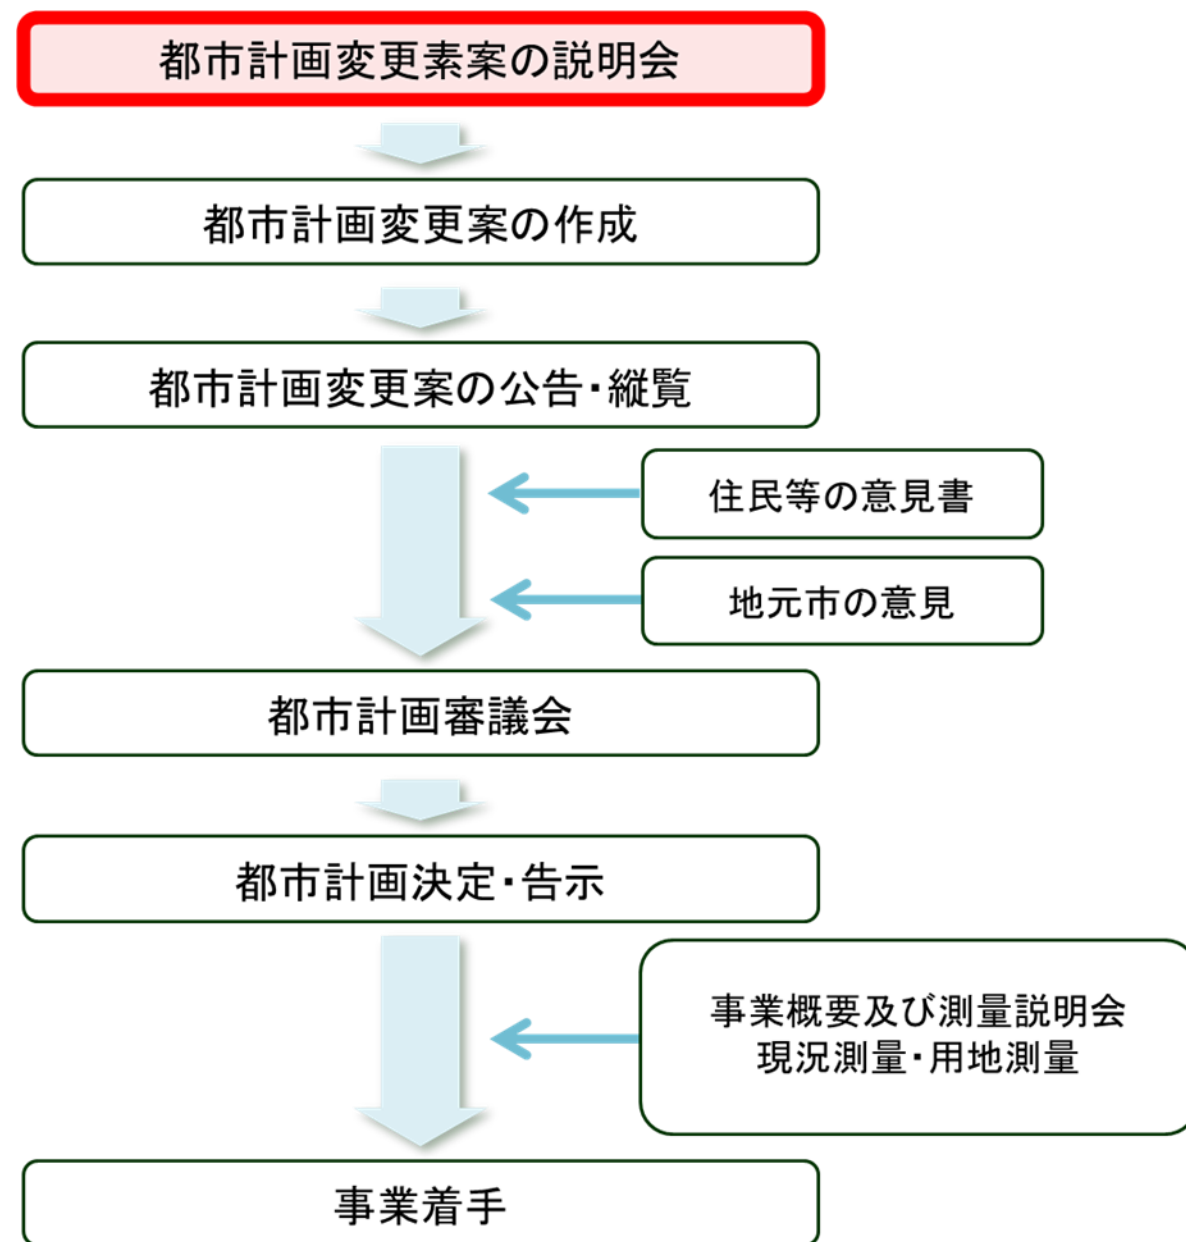 都市計画変更素案の説明会
都市計画変更案の作成
都市計画変更案の公告・縦覧
住民等の意見書
地元市の意見
都市計画審議会
都市計画決定・告示
事業概要及び測量説明会
現況測量・用地測量
事業着手